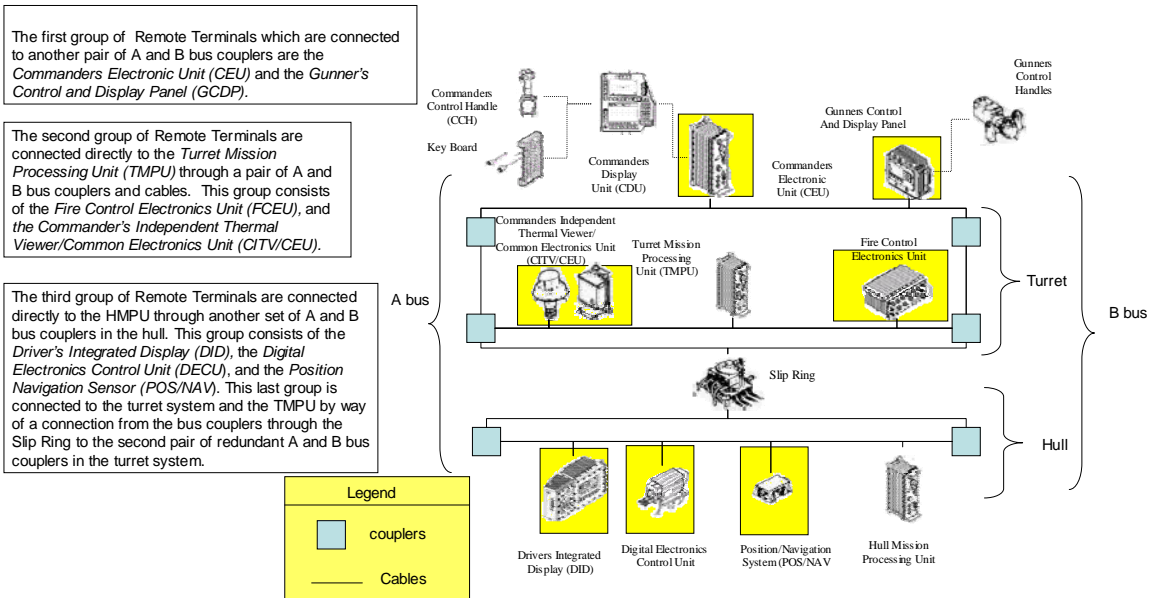 The first group of Remote Terminals which are connected
to another pair of A and B bus couplers are the
Commanders Electronic Unit (CEU) and the Gunner's
Control and Display Panel (GCDP).
The second group of Remote Terminals are
connected directly to the Turret Mission
Processing Unit (TMPU) through a pair of A and
B bus couplers and cables. This group consists
of the Fire Control Electronics Unit (FCEU), and
the Commander's Independent Thermal
Viewer/Common Electronics Unit (CITV/CEU).
The third group of Remote Terminals are connected
directly to the HMPU through another set of A and B
bus couplers in the hull. This group consists of the
Driver's Integrated Display (DID), the Digital
Electronics Control Unit (DECU), and the Position
Navigation Sensor (POS/NAV). This last group is
connected to the turret system and the TMPU by way
of a connection from the bus couplers through the
Slip Ring to the second pair of redundant A and B bus
couplers in the turret system.
Legend
couplers
Cables
A bus
Commanders
Control Handle
(CCH)
Key Board
Commanders
Display
Unit (CDU)
Commanders
Electronic
Unit (CEU)
Gunners Control
And Display Panel
Gunners
Control
Handles
Commanders Independent
Thermal Viewer/
Common Electronics Unit
(CITV/CEU)
Turret Mission
Processing
Unit (TMPU)
Fire Control
Electronics Unit
Turret
B bus
Slip Ring
Hull
Drivers Integrated
Display (DID)
Digital Electronics
Control Unit
Position/Navigation
System (POS/NAV
Hull Mission
Processing Unit